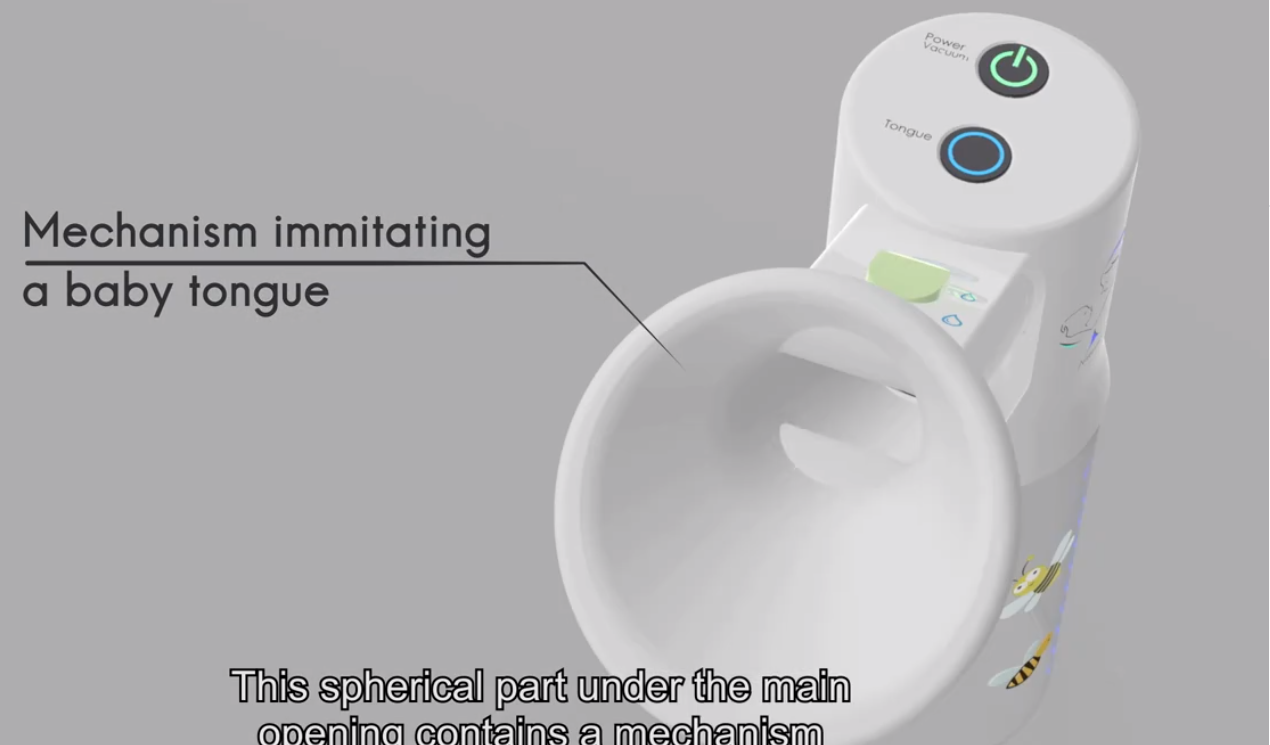 Power
Vacuum
Tongue
Mechanism immitating
a baby tongue
This spherical part under the main
opening contains a mechanism